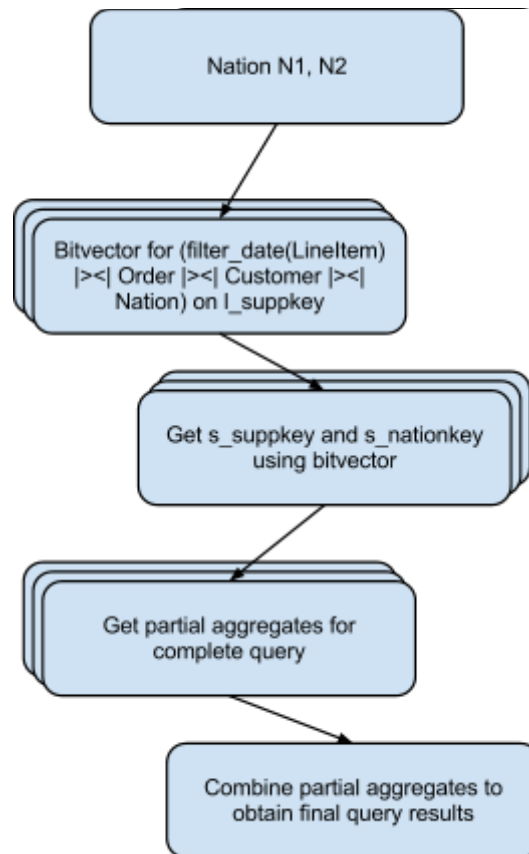 Nation N1, N2
Bitvector for (filter_date(LineItem)
|><| Order |><| Customer |><|
Nation) on l_suppkey
Get s_suppkey and s_nationkey
using bitvector
Get partial aggregates for
complete query
Combine partial aggregates to
obtain final query results